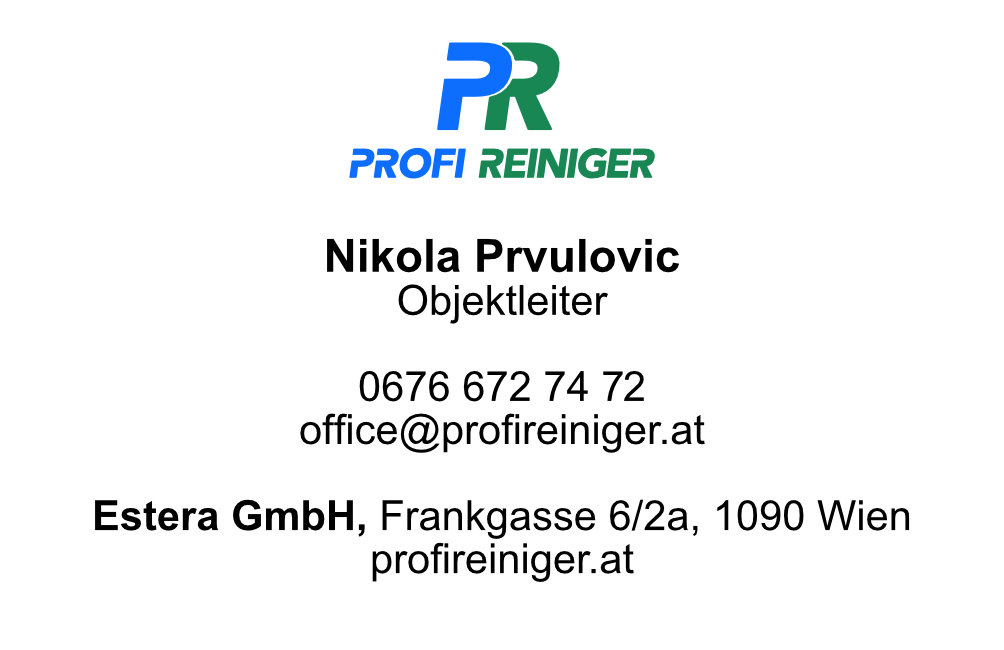 PR
PROFI REINIGER
Nikola Prvulovic
Objektleiter
0676 672 74 72
office@profireiniger.at
Estera GmbH, Frankgasse 6/2a, 1090 Wien
profireiniger.at